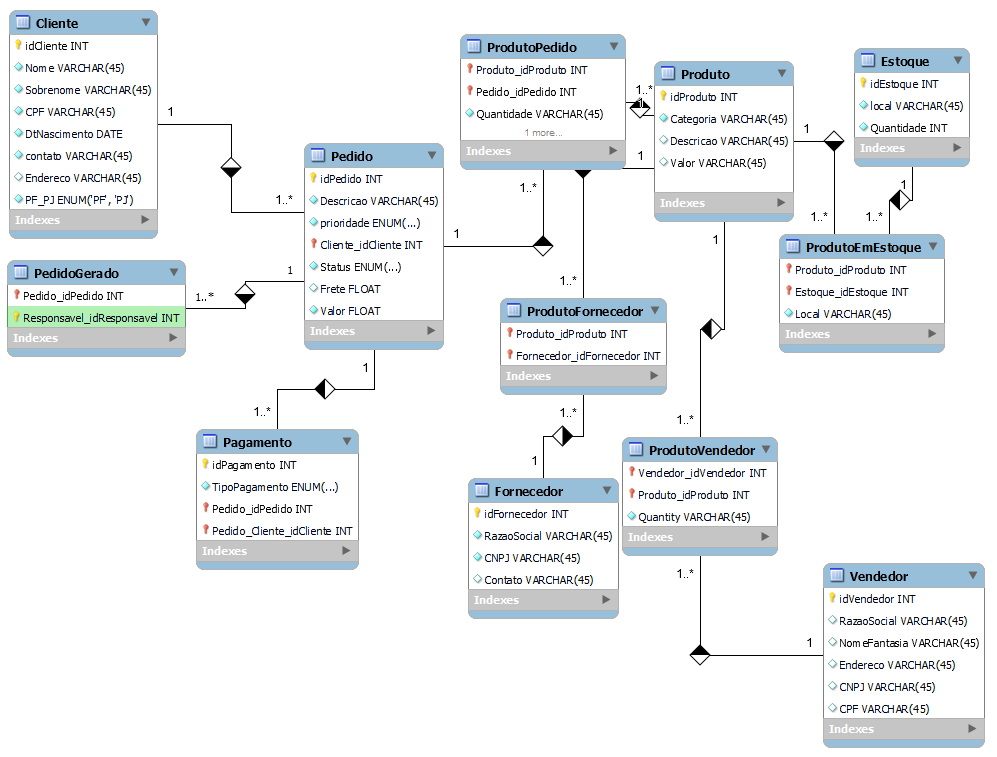 Cliente
idCliente INT
Nome VARCHAR(45)
Sobrenome VARCHAR(45)
CPF VARCHAR(45)
DtNascimento DATE
contato VARCHAR(45)
Endereco VARCHAR(45)
PF_PJ ENUM('PF', 'PJ')
Indexes
1
1..*
PedidoGerado
Pedido_idPedido INT
Responsavel_idResponsavel INT
Indexes
1..*
1
Pedido
idPedido INT
Descricao VARCHAR(45)
prioridade ENUM(...)
Cliente_idCliente INT
Status ENUM(...)
Frete FLOAT
Valor FLOAT
Indexes
1
1..*
1
1..*
Pagamento
idPagamento INT
TipoPagamento ENUM(...)
Pedido_idPedido INT
Pedido_Cliente_idCliente INT
Indexes
ProdutoPedido
Produto_idProduto INT
Pedido_idPedido INT
Quantidade VARCHAR(45)
1 more...
Indexes
1..*
1
1
Produto
idProduto INT
Categoria VARCHAR(45)
Descricao VARCHAR(45)
Valor VARCHAR(45)
Indexes
1
1..*
Estoque
idEstoque INT
local VARCHAR(45)
Quantidade INT
Indexes
1
1..*
ProdutoEmEstoque
Produto_idProduto INT
Estoque_idEstoque INT
Local VARCHAR(45)
Indexes
1..*
ProdutoFornecedor
Produto_idProduto INT
Fornecedor_idFornecedor INT
Indexes
1..*
1
Fornecedor
idFornecedor INT
RazaoSocial VARCHAR(45)
CNPJ VARCHAR(45)
Contato VARCHAR(45)
Indexes
1
1..*
ProdutoVendedor
Vendedor_idVendedor INT
Produto_idProduto INT
Quantity VARCHAR(45)
Indexes
1..*
1
Vendedor
idVendedor INT
RazaoSocial VARCHAR(45)
NomeFantasia VARCHAR(45)
Endereco VARCHAR(45)
CNPJ VARCHAR(45)
CPF VARCHAR(45)
Indexes